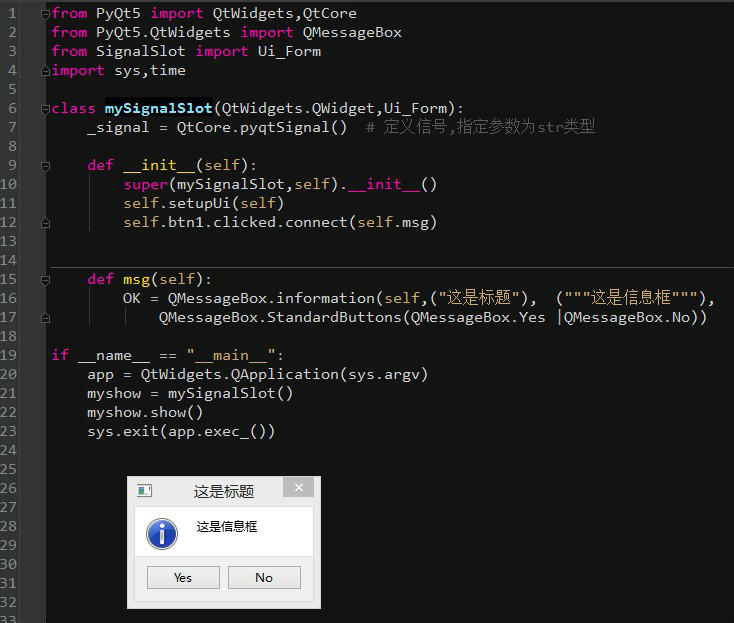 1 from PyQt5 import QtWidgets,QtCore
2 from PyQt5.QtWidgets import QMessageBox
3 from SignalSlot import Ui_Form
4 import sys,time
5
6 class mySignalSlot(QtWidgets.QWidget,Ui_Form):
7     _signal = QtCore.pyqtSignal()  # 定义信号,指定参数为str类型
8
9     def __init__(self):
10         super(mySignalSlot,self).__init__()
11         self.setupUi(self)
12         self.btn1.clicked.connect(self.msg)
13
14
15     def msg(self):
16         OK = QMessageBox.information(self,("这是标题"),  ("""这是信息框"""),
17             QMessageBox.StandardButtons(QMessageBox.Yes |QMessageBox.No))
18
19 if __name__ == "__main__":
20     app = QtWidgets.QApplication(sys.argv)
21     myshow = mySignalSlot()
22     myshow.show()
23     sys.exit(app.exec_())
24
25
26
27
28
29
30
31
32
33
这是标题
这是信息框
Yes No